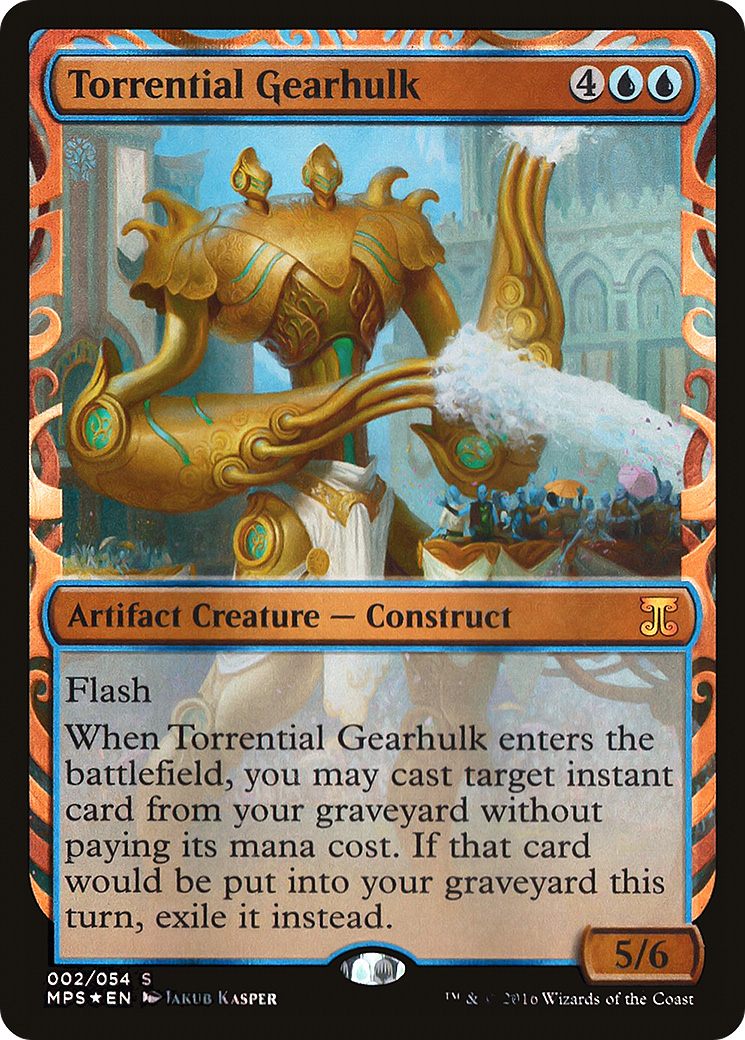 Torrential Gearhulk 4
Artifact Creature — Construct
Flash
When Torrential Gearhulk enters the
battlefield, you may cast target instant
card from your graveyard without
paying its mana cost. If that card
would be put into your graveyard this
turn, exile it instead.
5/6
002/054 S
MPS★EN Jakub Kasper
™ & © 2016 Wizards of the Coast